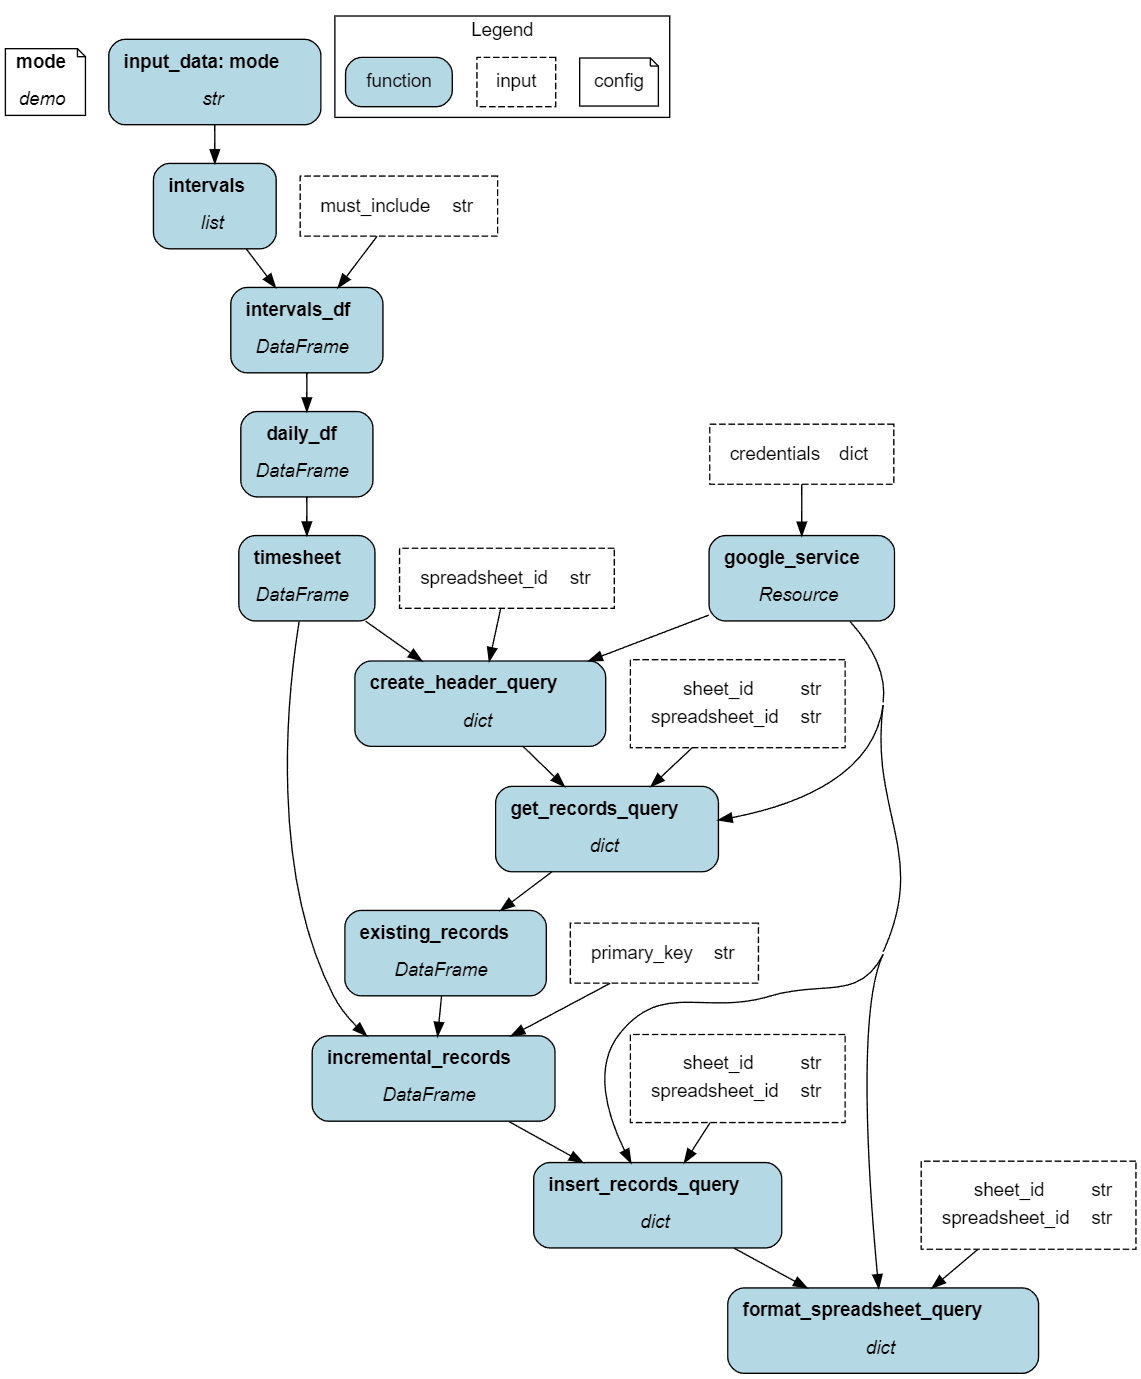 Legend
function
input
config
mode
demo
input_data: mode
str
intervals
list
must_include str
intervals_df
DataFrame
daily_df
DataFrame
credentials dict
timesheet
DataFrame
spreadsheet_id str
google_service
Resource
create_header_query
dict
sheet_id str
spreadsheet_id str
get_records_query
dict
existing_records
DataFrame
primary_key str
incremental_records
DataFrame
sheet_id str
spreadsheet_id str
insert_records_query
dict
sheet_id str
spreadsheet_id str
format_spreadsheet_query
dict